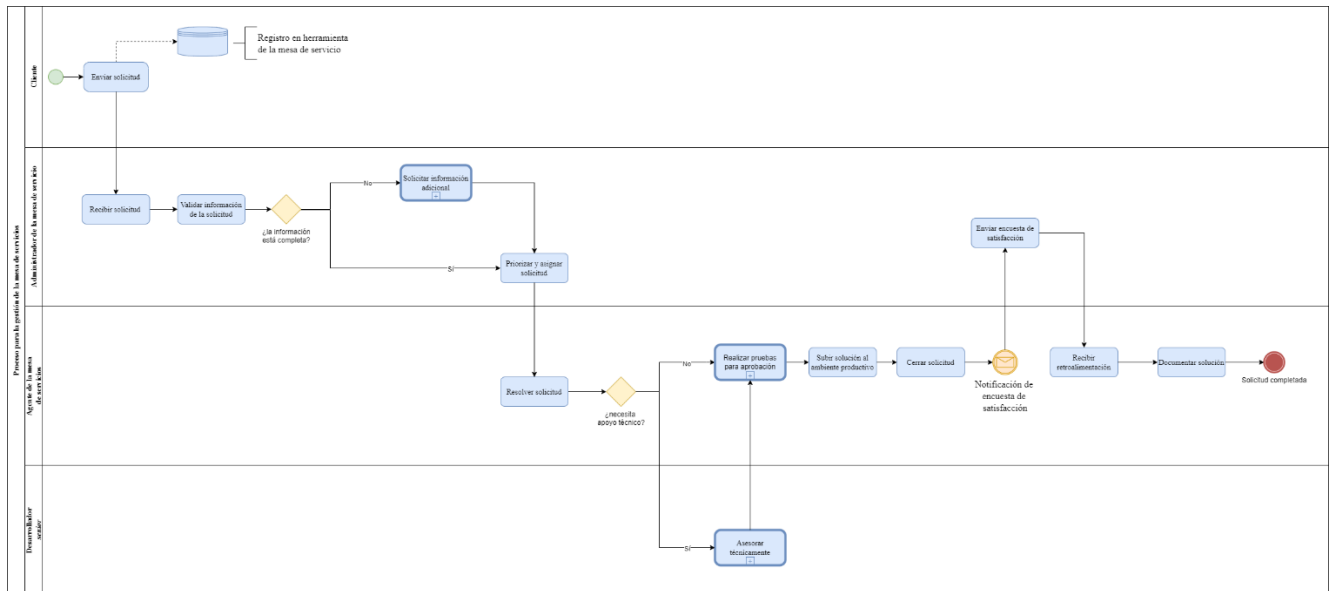 Proceso para la gestión de la mesa de servicios
Cliente
Enviar solicitud
Registro en herramienta
de la mesa de servicio
Administrador de la mesa de servicio
Recibir solicitud
Validar información
de la solicitud
¿la información
está completa?
No
Solicitar información
adicional
Sí
Priorizar y asignar
solicitud
Enviar encuesta de
satisfacción
Agente de la mesa
de servicios
Resolver solicitud
¿necesita
apoyo técnico?
No
Realizar pruebas
para aprobación
Subir solución al
ambiente productivo
Cerrar solicitud
Notificación de
encuesta de
satisfacción
Recibir
retroalimentación
Documentar solución
Solicitud completada
Desarrollador
senior
Sí
Asesorar
técnicamente